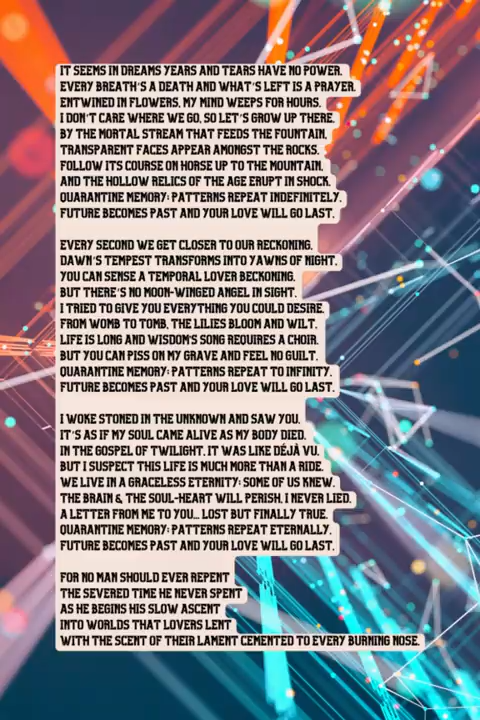 IT SEEMS IN DREAMS YEARS AND TEARS HAVE NO POWER.
EVERY BREATH'S A DEATH AND WHAT'S LEFT IS A PRAYER.
ENTWINED IN FLOWERS, MY MIND WEEPS FOR HOURS.
I DON'T CARE WHERE WE GO, SO LET'S GROW UP THERE.
BY THE MORTAL STREAM THAT FEEDS THE FOUNTAIN,
TRANSPARENT FACES APPEAR AMONGST THE ROCKS.
FOLLOW ITS COURSE ON HORSE UP TO THE MOUNTAIN,
AND THE HOLLOW RELICS OF THE AGE ERUPT IN SHOCK.
QUARANTINE MEMORY; PATTERNS REPEAT INDEFINITELY.
FUTURE BECOMES PAST AND YOUR LOVE WILL GO LAST.

EVERY SECOND WE GET CLOSER TO OUR RECKONING.
DAWN'S TEMPEST TRANSFORMS INTO YAWNS OF NIGHT.
YOU CAN SENSE A TEMPORAL LOVER BECKONING,
BUT THERE'S NO MOON-WINGED ANGEL IN SIGHT.
I TRIED TO GIVE YOU EVERYTHING YOU COULD DESIRE.
FROM WOMB TO TOMB, THE LILIES BLOOM AND WILT.
LIFE IS LONG AND WISDOM'S SONG REQUIRES A CHOIR.
BUT YOU CAN PISS ON MY GRAVE AND FEEL NO GUILT.
QUARANTINE MEMORY; PATTERNS REPEAT TO INFINITY.
FUTURE BECOMES PAST AND YOUR LOVE WILL GO LAST.

I WOKE STONED IN THE UNKNOWN AND SAW YOU.
IT'S AS IF MY SOUL CAME ALIVE AS MY BODY DIED.
IN THE GOSPEL OF TWILIGHT, IT WAS LIKE DÉJÀ VU,
BUT I SUSPECT THIS LIFE IS MUCH MORE THAN A RIDE.
WE LIVE IN A GRACELESS ETERNITY; SOME OF US KNEW.
THE BRAIN & THE SOUL-HEART WILL PERISH, I NEVER LIED.
A LETTER FROM ME TO YOU... LOST BUT FINALLY TRUE.
QUARANTINE MEMORY; PATTERNS REPEAT ETERNALLY.
FUTURE BECOMES PAST AND YOUR LOVE WILL GO LAST.

FOR NO MAN SHOULD EVER REPENT
THE SEVERED TIME HE NEVER SPENT
AS HE BEGINS HIS SLOW ASCENT
INTO WORLDS THAT LOVERS LENT
WITH THE SCENT OF THEIR LAMENT CEMENTED TO EVERY BURNING NOSE.